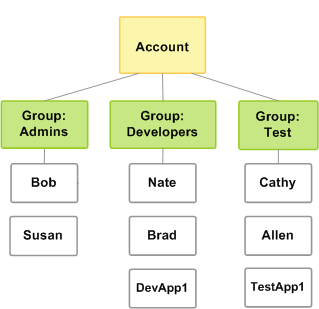 Account
Group:
Admins
Group:
Developers
Group:
Test
Bob
Nate
Cathy
Susan
Brad
Allen
DevApp1
TestApp1